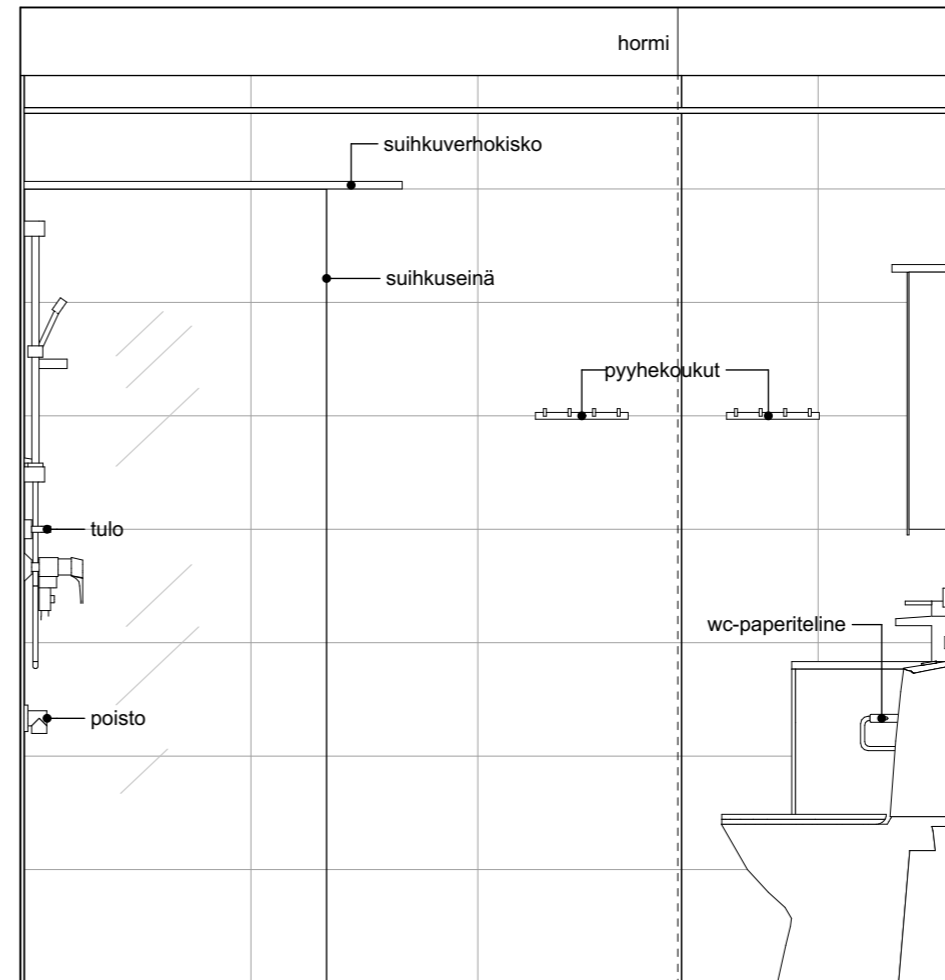 hormi
suihkuverhokisko
suihkuseinä
pyyhekoukut
tulo
wc-paperiteline
poisto